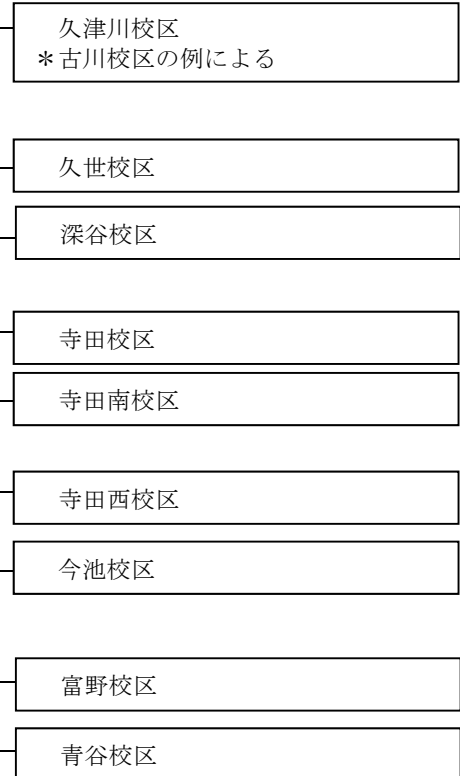 久津川校区
＊古川校区の例による
久世校区
深谷校区
寺田校区
寺田南校区
寺田西校区
今池校区
富野校区
青谷校区